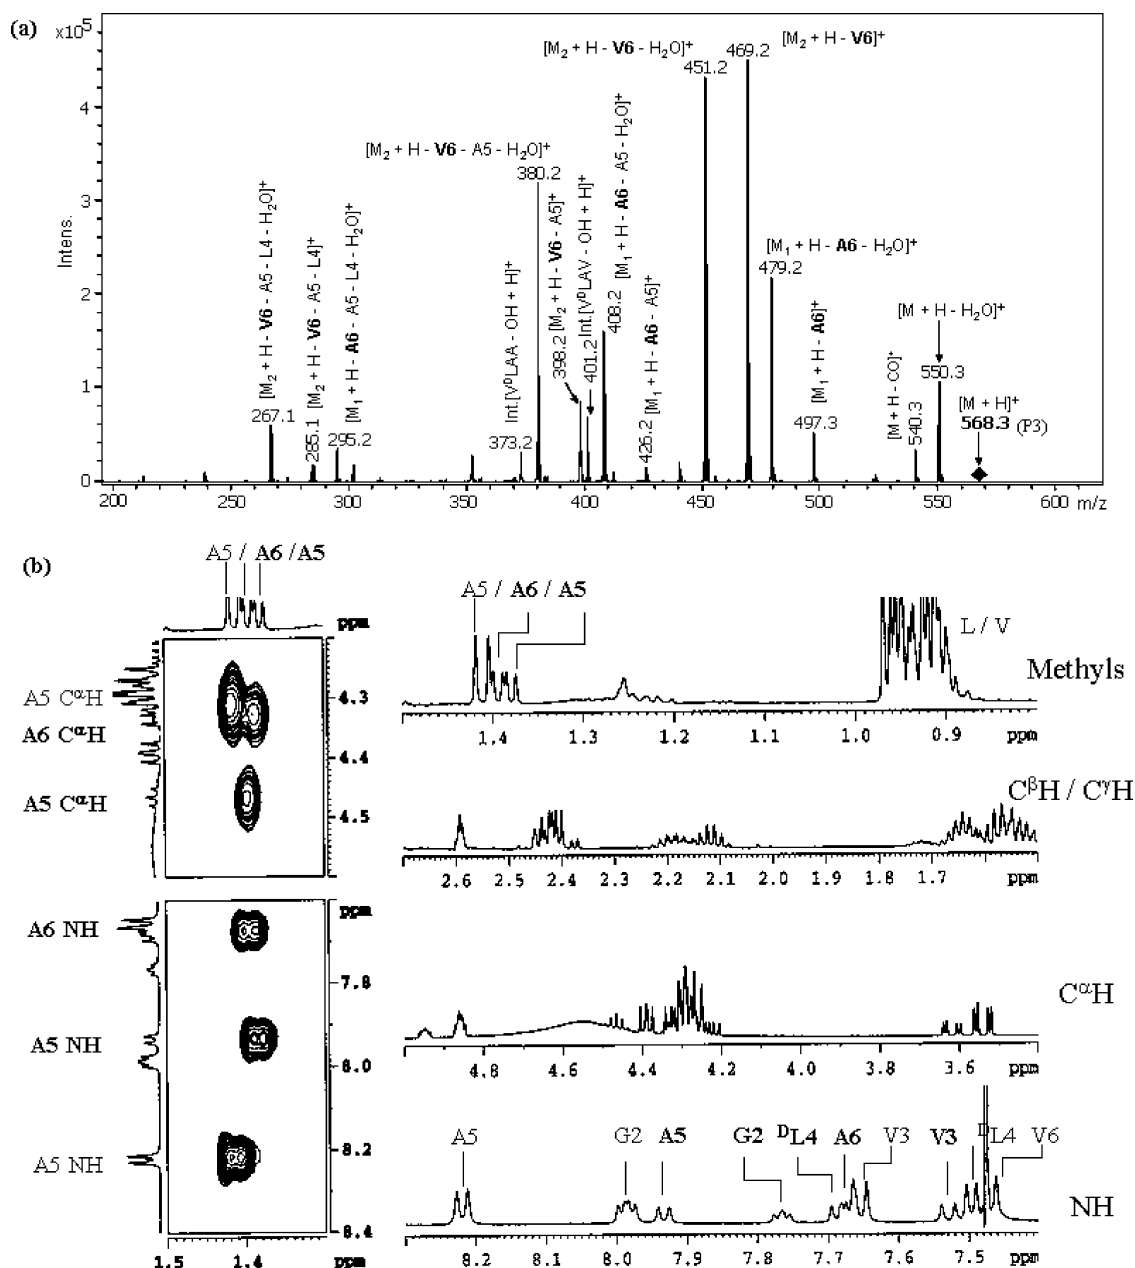 (a)
x10⁵
Intens.
4
3
2
1
0
200 250 300 350 400 450 500 550 600 m/z
[M₂ + H - V6 - A5 - L4 - H₂O]⁺
267.1
[M₂ + H - V6 - A5 - L4]⁺
285.1
[M₁ + H - A6 - A5 - L4 - H₂O]⁺
295.2
Int.[VᴰLAA - OH + H]⁺
373.2
[M₂ + H - V6 - A5 - H₂O]⁺
380.2
[M₂ + H - V6 - A5]⁺
398.2
Int.[VᴰLAV - OH + H]⁺
401.2
[M₁ + H - A6 - A5 - H₂O]⁺
408.2
[M₁ + H - A6 - A5]⁺
426.2
[M₂ + H - V6 - H₂O]⁺
451.2
[M₂ + H - V6]⁺
469.2
[M₁ + H - A6 - H₂O]⁺
479.2
[M₁ + H - A6]⁺
497.3
[M + H - CO]⁺
540.3
[M + H - H₂O]⁺
550.3
[M + H]⁺
568.3 (P3)
(b)
A5 / A6 /A5
ppm
A5 CᵅH
A6 CᵅH
A5 CᵅH
4.3
4.4
4.5
ppm
A6 NH
A5 NH
A5 NH
7.8
8.0
8.2
8.4
1.5 1.4 ppm
A5 / A6 / A5
L / V
Methyls
1.4 1.3 1.2 1.1 1.0 0.9 ppm
CᵝH / CᵞH
2.6 2.5 2.4 2.3 2.2 2.1 2.0 1.9 1.8 1.7 ppm
CᵅH
4.8 4.6 4.4 4.2 4.0 3.8 3.6 ppm
A5 G2 A5 G2 ᴰL4 A6 V3 V3 ᴰL4 V6
NH
8.2 8.1 8.0 7.9 7.8 7.7 7.6 7.5 ppm